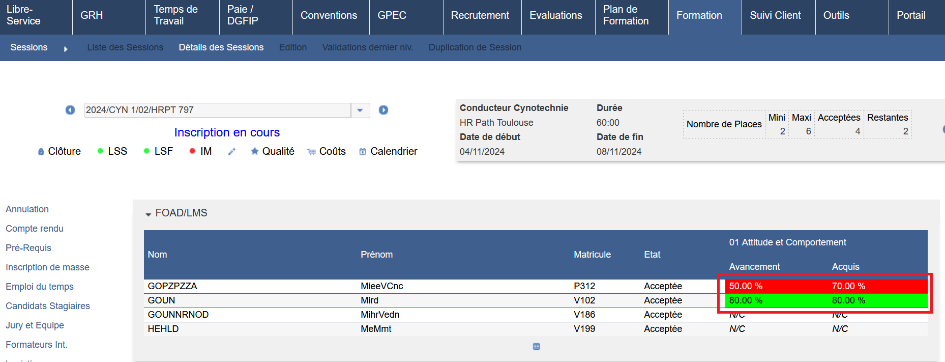 Libre-Service GRH Temps de Travail Paie / DGFIP Conventions GPEC Recrutement Evaluations Plan de Formation Formation Suivi Client Outils Portail
Sessions Liste des Sessions Détails des Sessions Edition Validations dernier niv. Duplication de Session
2024/CYN 1/02/HRPT 797
Inscription en cours
Clôture LSS LSF IM Qualité Coûts Calendrier
Conducteur Cynotechnie Durée
HR Path Toulouse 60:00
Date de début Date de fin
04/11/2024 08/11/2024
Nombre de Places Mini Maxi Acceptées Restantes
2 6 4 2
Annulation
Compte rendu
Pré-Requis
Inscription de masse
Emploi du temps
Candidats Stagiaires
Jury et Equipe
Formateurs Int.
FOAD/LMS
Nom Prénom Matricule Etat 01 Attitude et Comportement
Avancement Acquis
GOPZPZZA MleeVCnc P312 Acceptée 50.00 % 70.00 %
GOUN Mlrd V102 Acceptée 80.00 % 80.00 %
GOUNNRNOD MihrVedn V186 Acceptée N/C N/C
HEHLD MeMmt V199 Acceptée N/C N/C